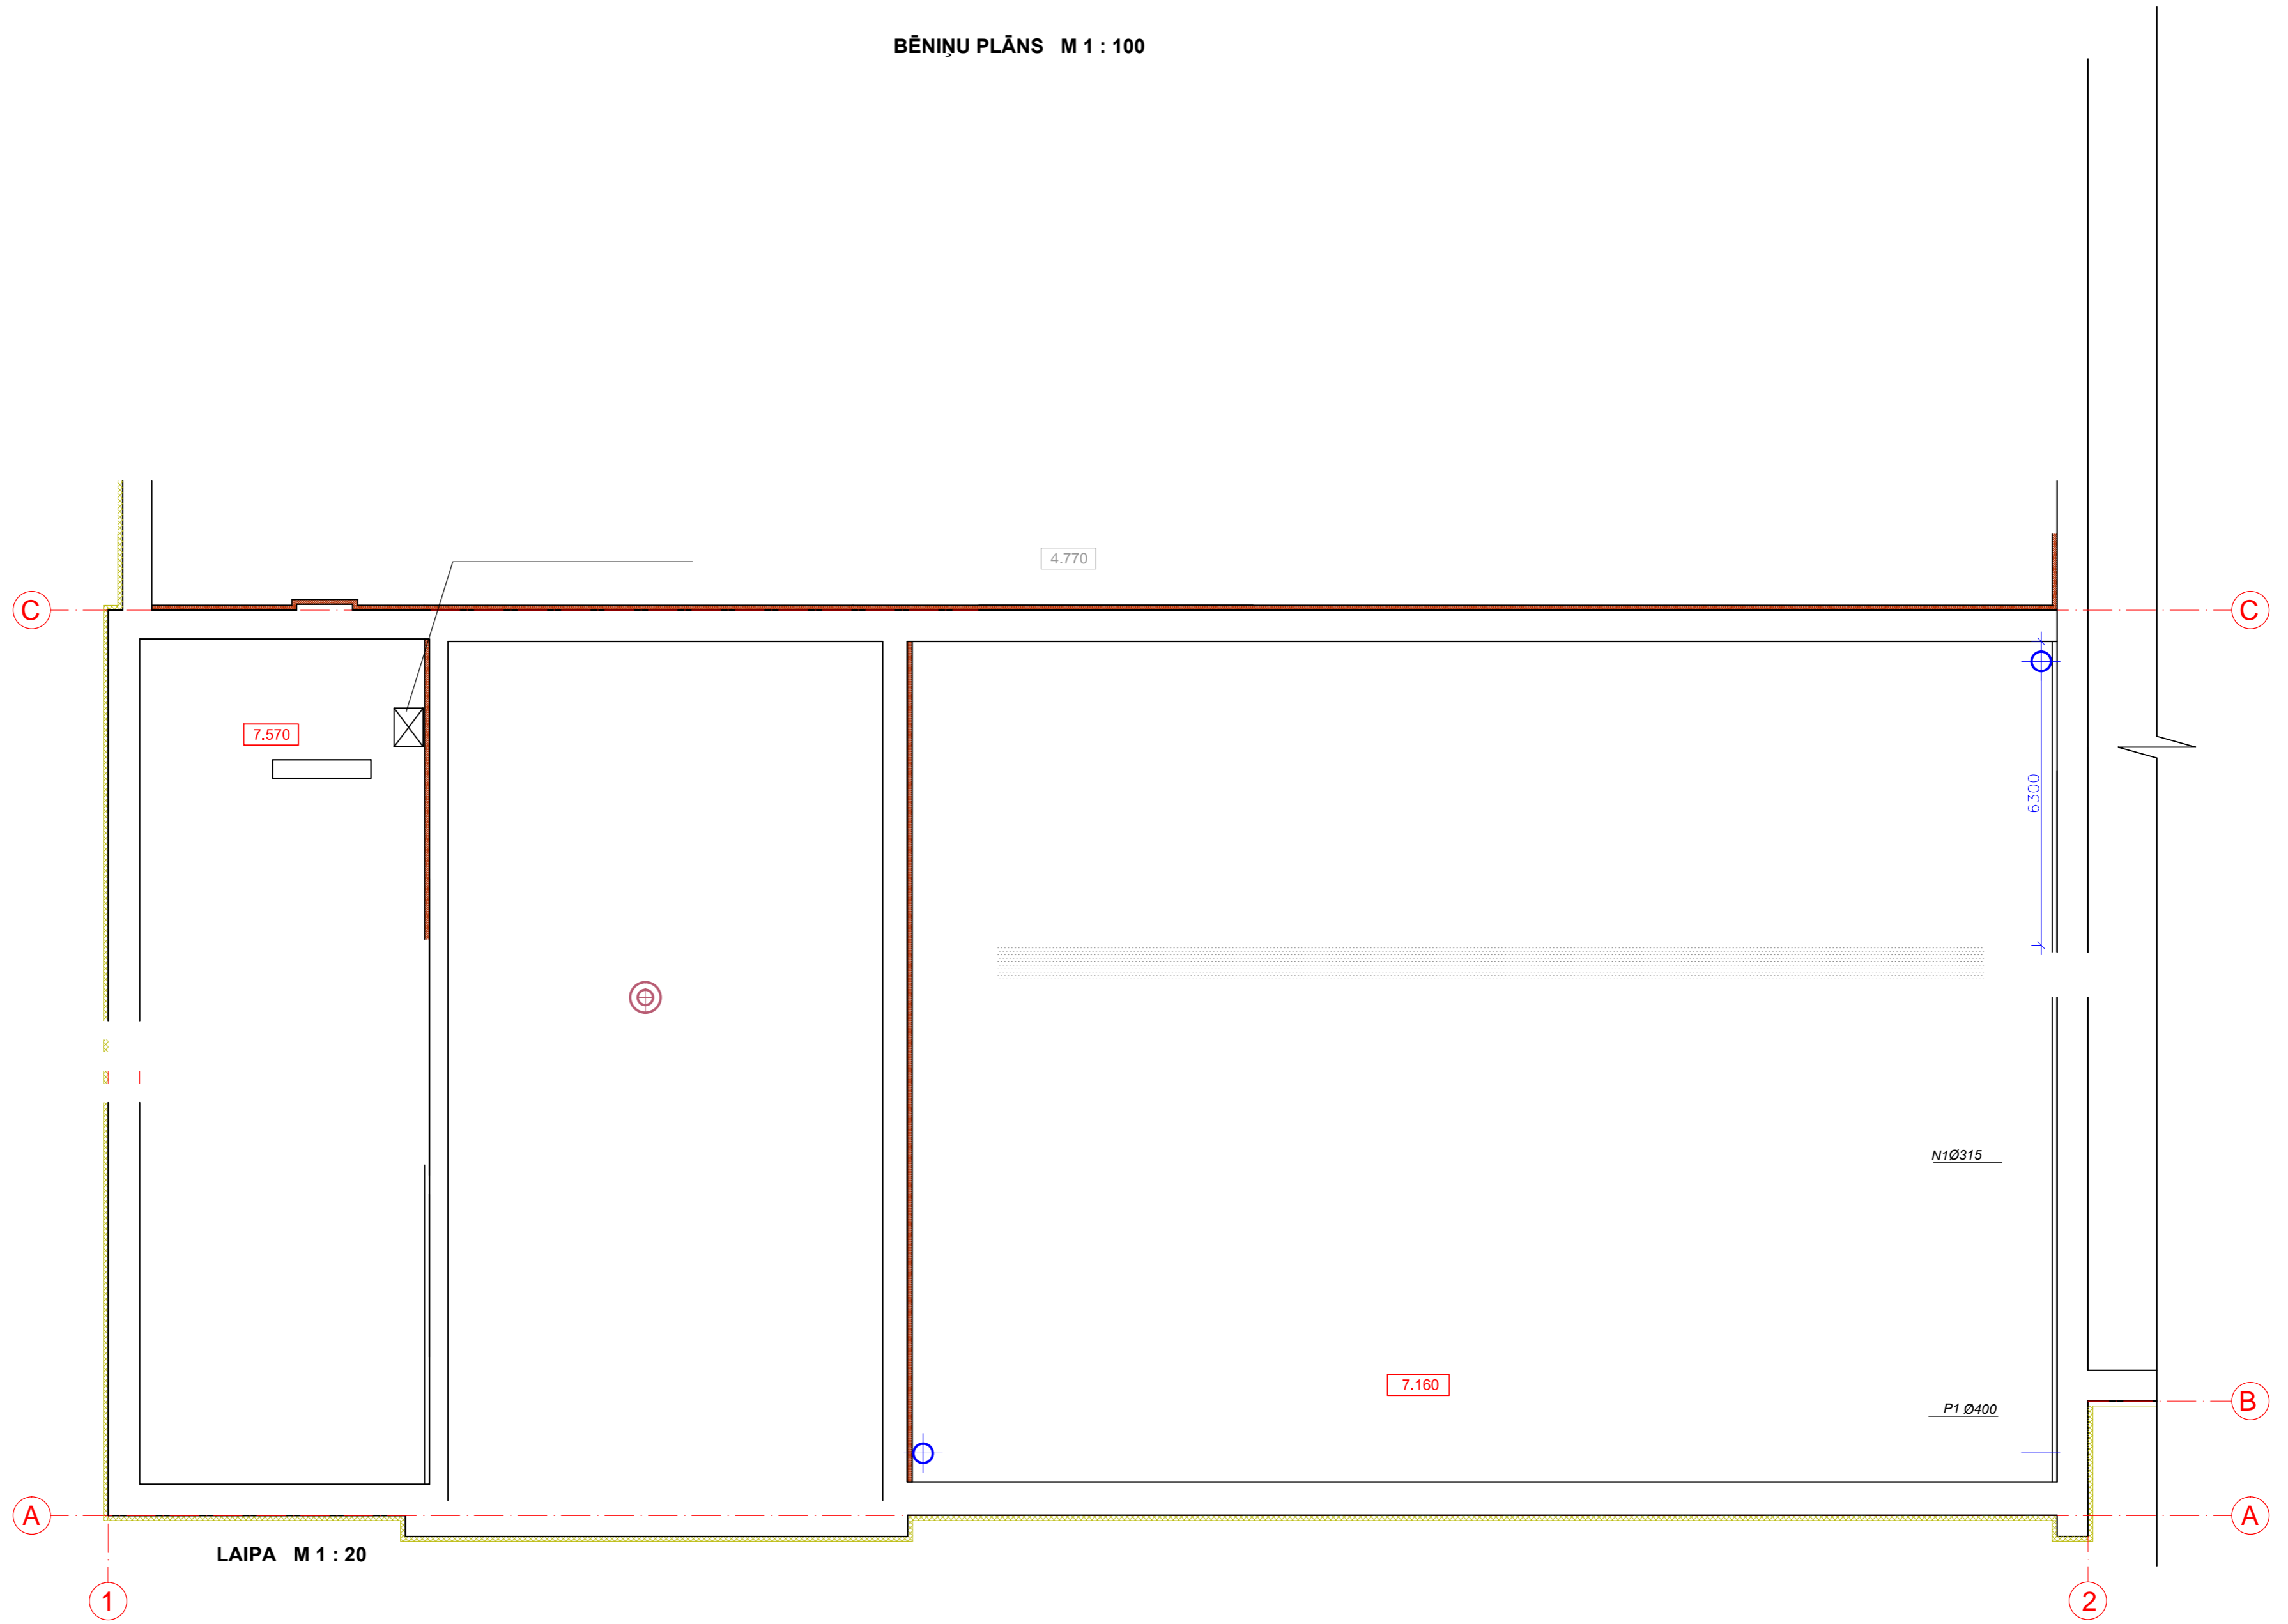 BĒNIŅU PLĀNS M 1 : 100
4.770
C
C
7.570
6300
N1Ø315
7.160
P1 Ø400
B
A
A
LAIPA M 1 : 20
1
2